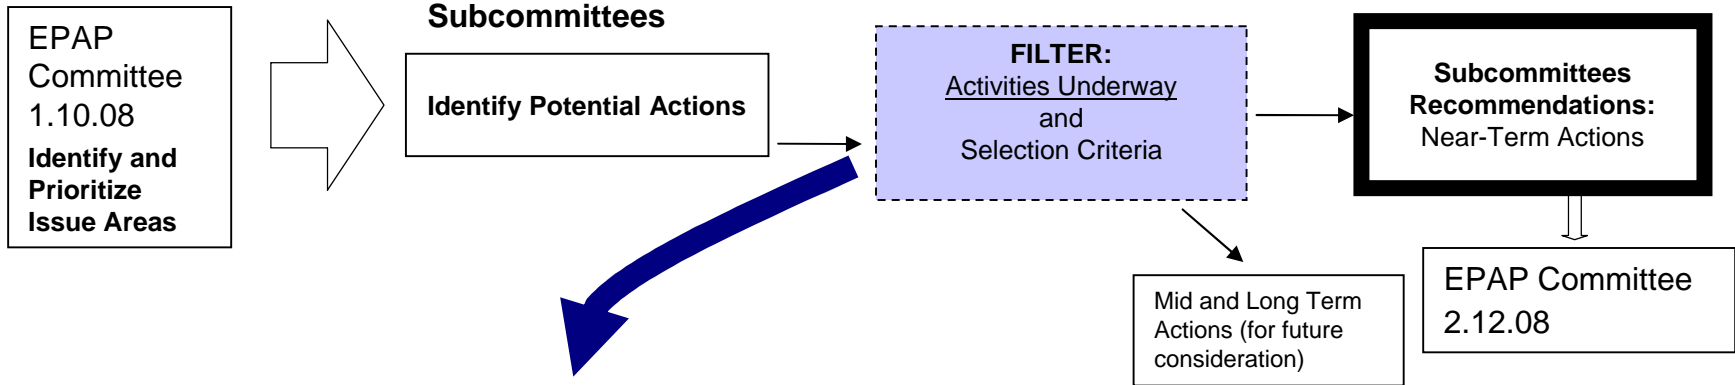 EPAP
Committee
1.10.08
Identify and
Prioritize
Issue Areas
Subcommittees
Identify Potential Actions
FILTER:
Activities Underway
and
Selection Criteria
Subcommittees
Recommendations:
Near-Term Actions
Mid and Long Term
Actions (for future
consideration)
EPAP Committee
2.12.08